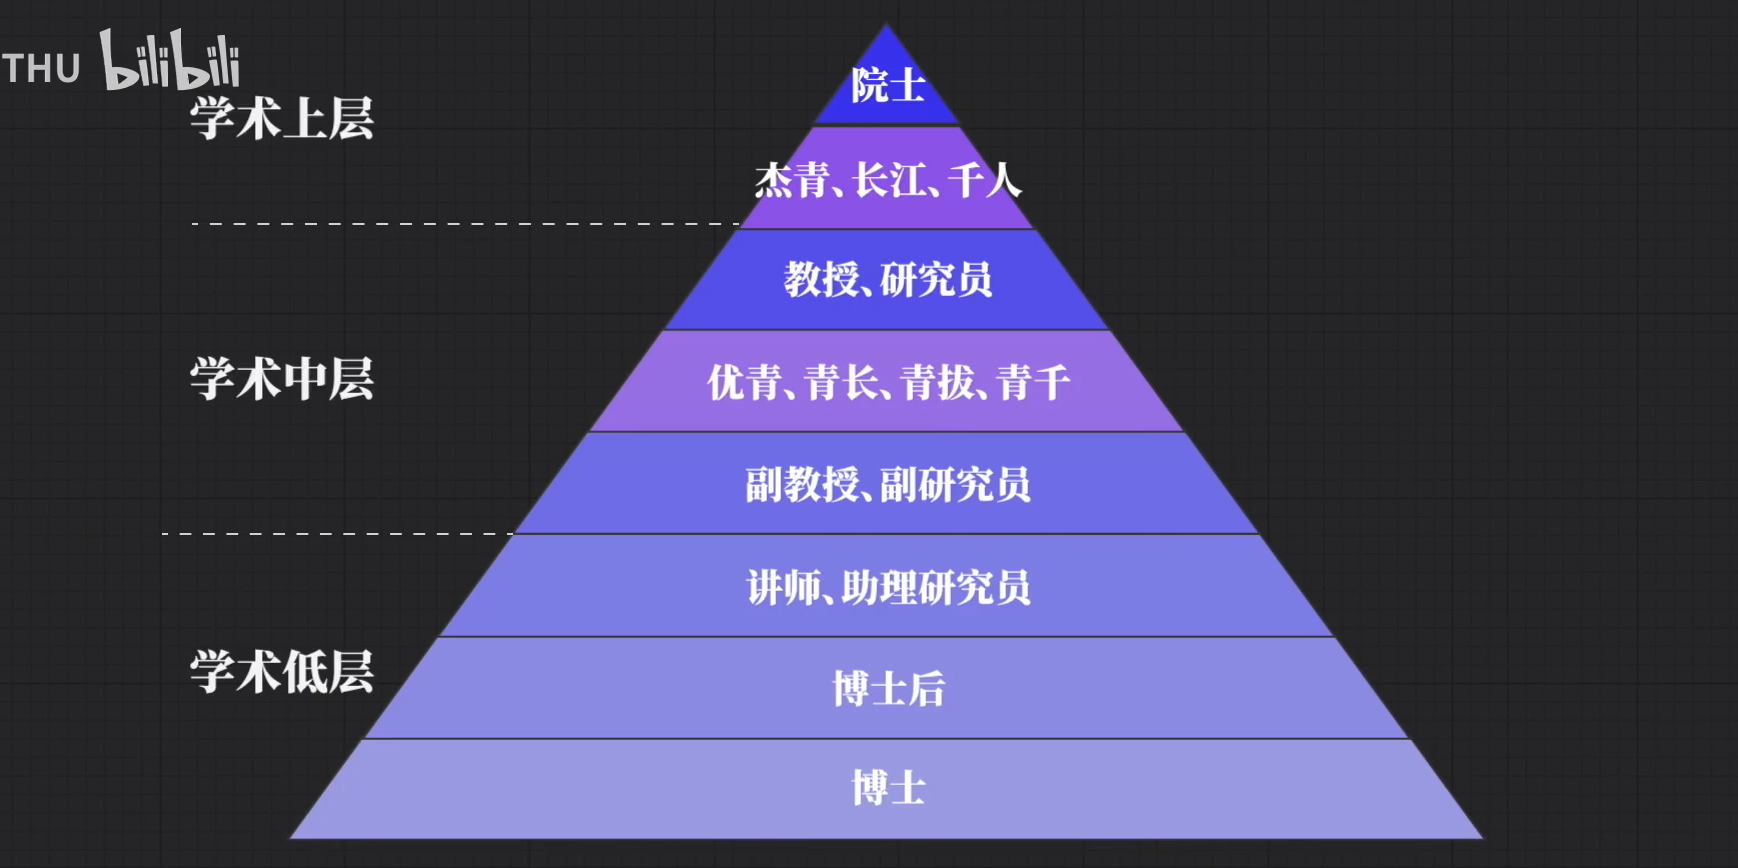 THU bilibili
院士
学术上层
杰青、长江、千人
教授、研究员
学术中层
优青、青长、青拔、青千
副教授、副研究员
讲师、助理研究员
学术低层
博士后
博士